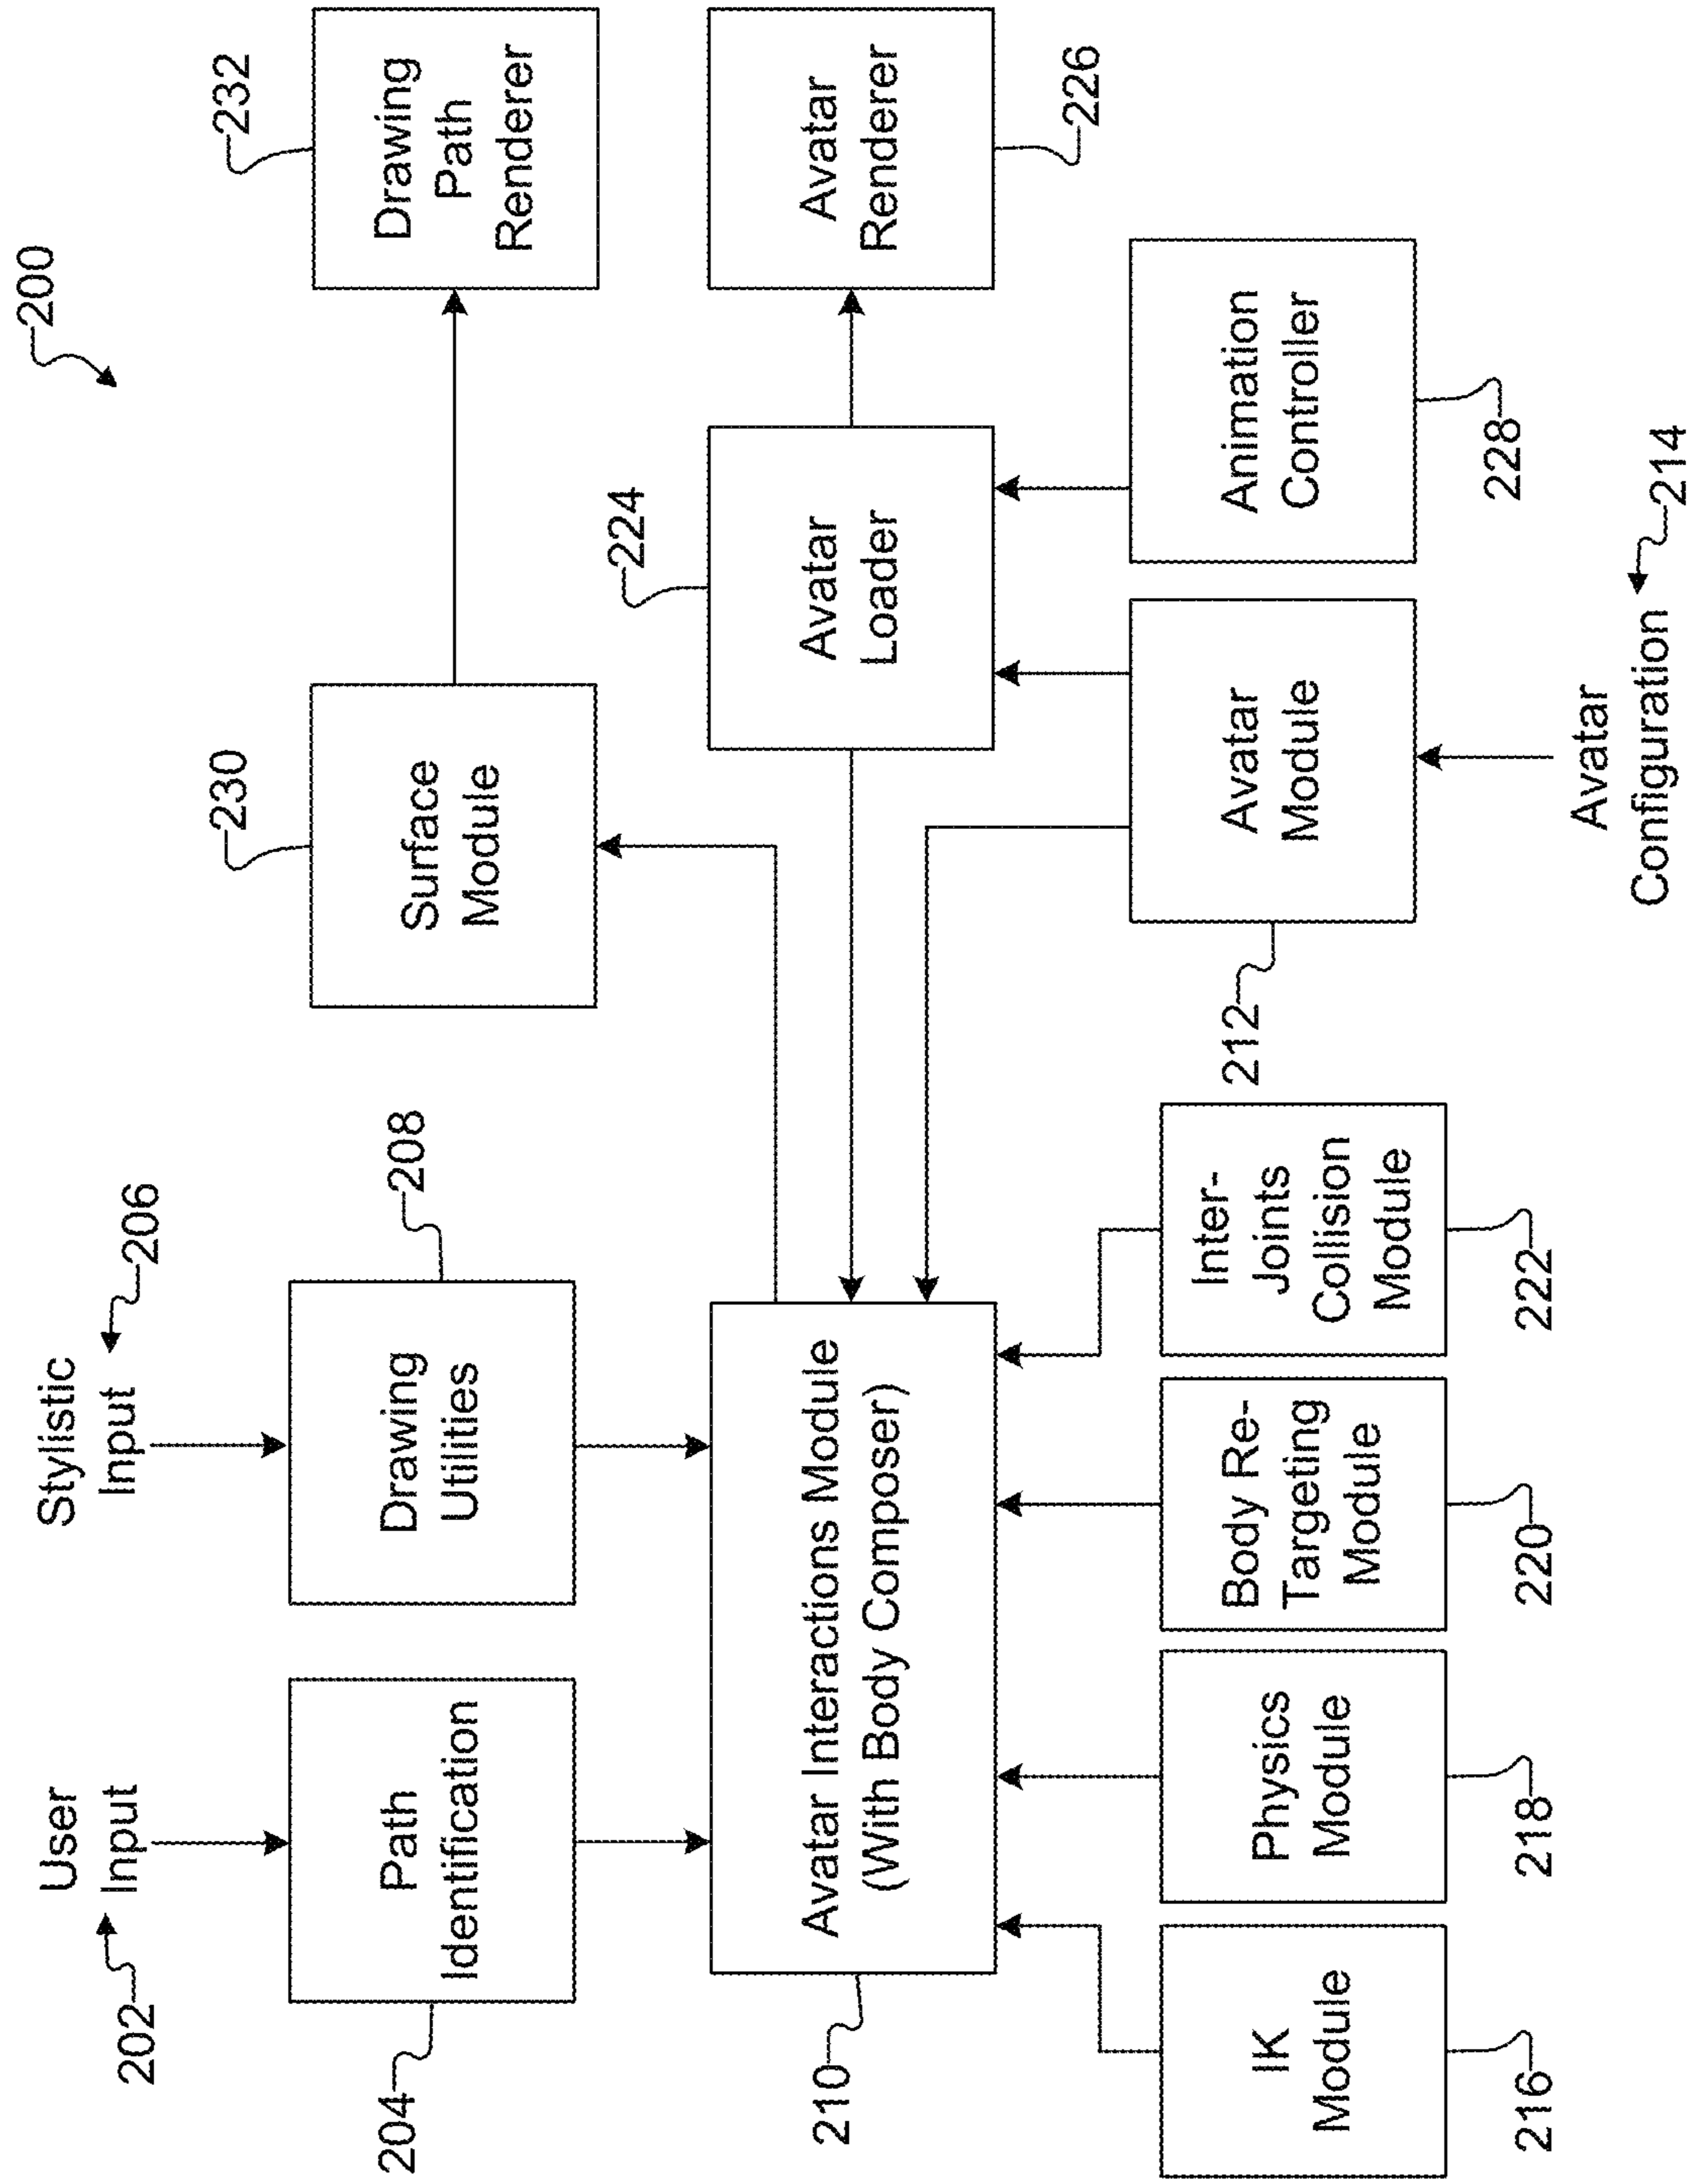 200
User
Input
202
Stylistic
Input
206
Path
Identification
204
Drawing
Utilities
208
Surface
Module
230
Drawing
Path
Renderer
232
Avatar Interactions Module
(With Body Composer)
210
Avatar
Loader
224
Avatar
Renderer
226
IK
Module
216
Physics
Module
218
Body Re-
Targeting
Module
220
Inter-
Joints
Collision
Module
222
Avatar
Module
212
Animation
Controller
228
Avatar
Configuration
214